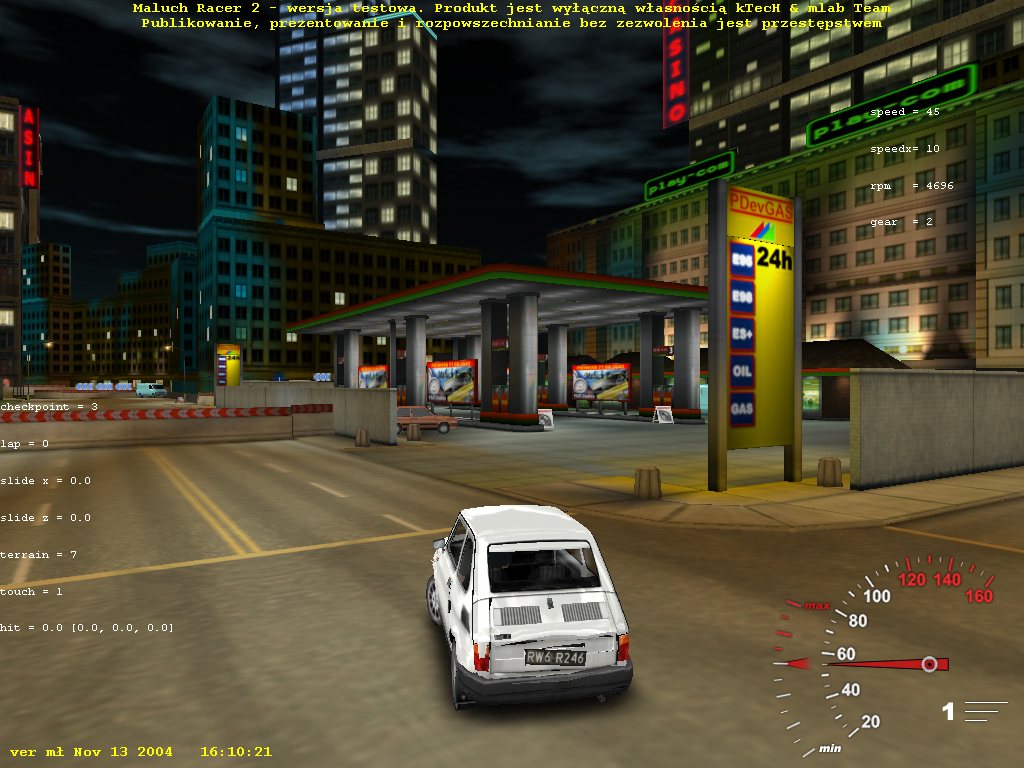 Maluch Racer 2 - wersja testowa. Produkt jest wyłączną własnością kTecH & mlab Team
Publikowanie, prezentowanie i rozpowszechnianie bez zezwolenia jest przestępstwem
ASINO
ASIN
play-com
play-com
speed = 45
speedx= 10
rpm = 4696
gear = 2
PDevGAS
24h
E95
E98
ES+
OIL
GAS
24h
checkpoint = 3
lap = 0
slide x = 0.0
slide z = 0.0
terrain = 7
touch = 1
hit = 0.0 [0.0, 0.0, 0.0]
RW6 R246
max
min
20
40
60
80
100
120
140
160
1
ver mł Nov 13 2004 16:10:21